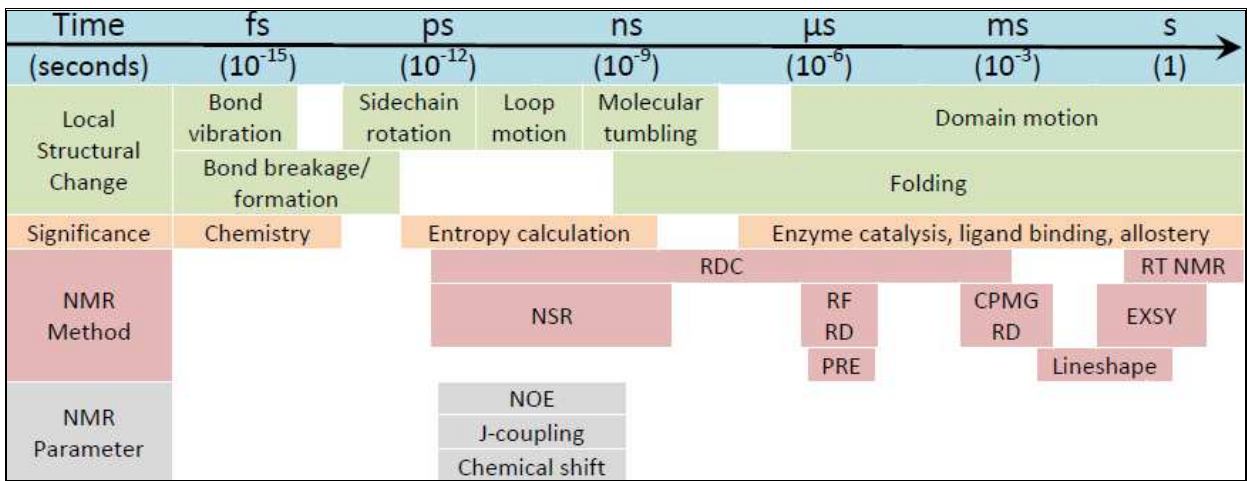 Time fs ps ns µs ms s
(seconds) (10⁻¹⁵) (10⁻¹²) (10⁻⁹) (10⁻⁶) (10⁻³) (1)
Local
Structural
Change
Bond
vibration
Sidechain
rotation
Loop
motion
Molecular
tumbling
Domain motion
Bond breakage/
formation
Folding
Significance
Chemistry
Entropy calculation
Enzyme catalysis, ligand binding, allostery
NMR
Method
RDC
RT NMR
NSR
RF
RD
CPMG
RD
EXSY
PRE
Lineshape
NMR
Parameter
NOE
J-coupling
Chemical shift